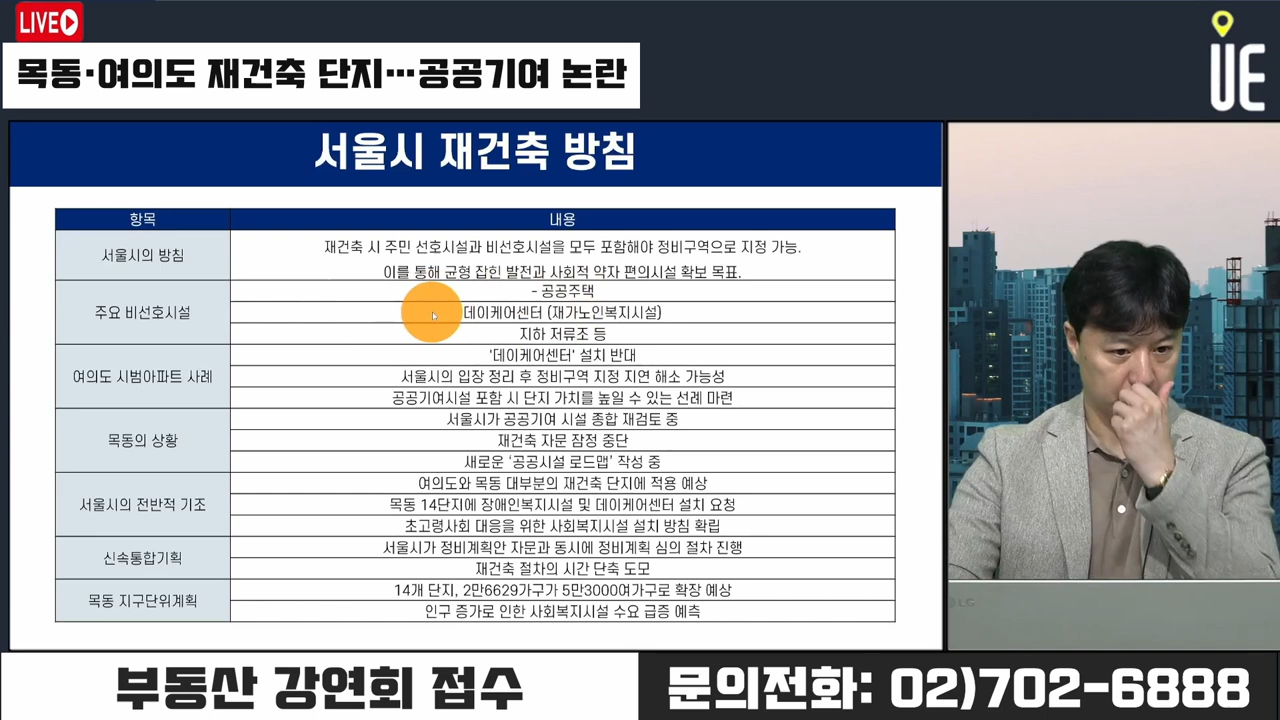 LIVE
목동·여의도 재건축 단지…공공기여 논란
UE
서울시 재건축 방침
항목
내용
서울시의 방침
재건축 시 주민 선호시설과 비선호시설을 모두 포함해야 정비구역으로 지정 가능.
이를 통해 균형 잡힌 발전과 사회적 약자 편의시설 확보 목표.
주요 비선호시설
- 공공주택
데이케어센터 (재가노인복지시설)
지하 저류조 등
여의도 시범아파트 사례
'데이케어센터' 설치 반대
서울시의 입장 정리 후 정비구역 지정 지연 해소 가능성
공공기여시설 포함 시 단지 가치를 높일 수 있는 선례 마련
목동의 상황
서울시가 공공기여 시설 종합 재검토 중
재건축 자문 잠정 중단
새로운 ‘공공시설 로드맵’ 작성 중
서울시의 전반적 기조
여의도와 목동 대부분의 재건축 단지에 적용 예상
목동 14단지에 장애인복지시설 및 데이케어센터 설치 요청
초고령사회 대응을 위한 사회복지시설 설치 방침 확립
신속통합기획
서울시가 정비계획안 자문과 동시에 정비계획 심의 절차 진행
재건축 절차의 시간 단축 도모
목동 지구단위계획
14개 단지, 2만6629가구가 5만3000여가구로 확장 예상
인구 증가로 인한 사회복지시설 수요 급증 예측
LG
부동산 강연회 접수
문의전화: 02)702-6888